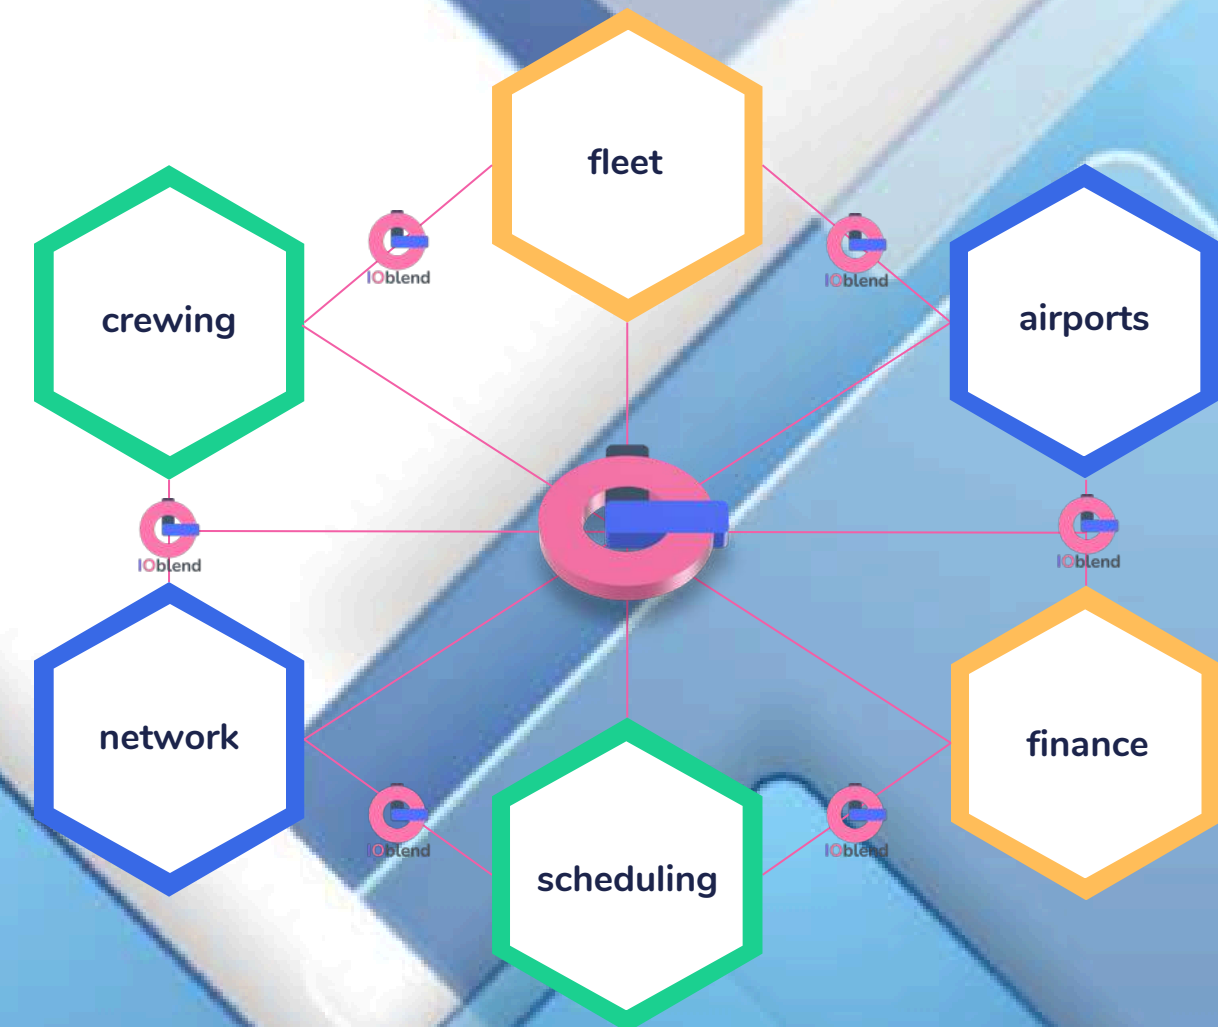 fleet
crewing
IOblend
IOblend
airports
IOblend
IOblend
network
finance
IOblend
IOblend
scheduling